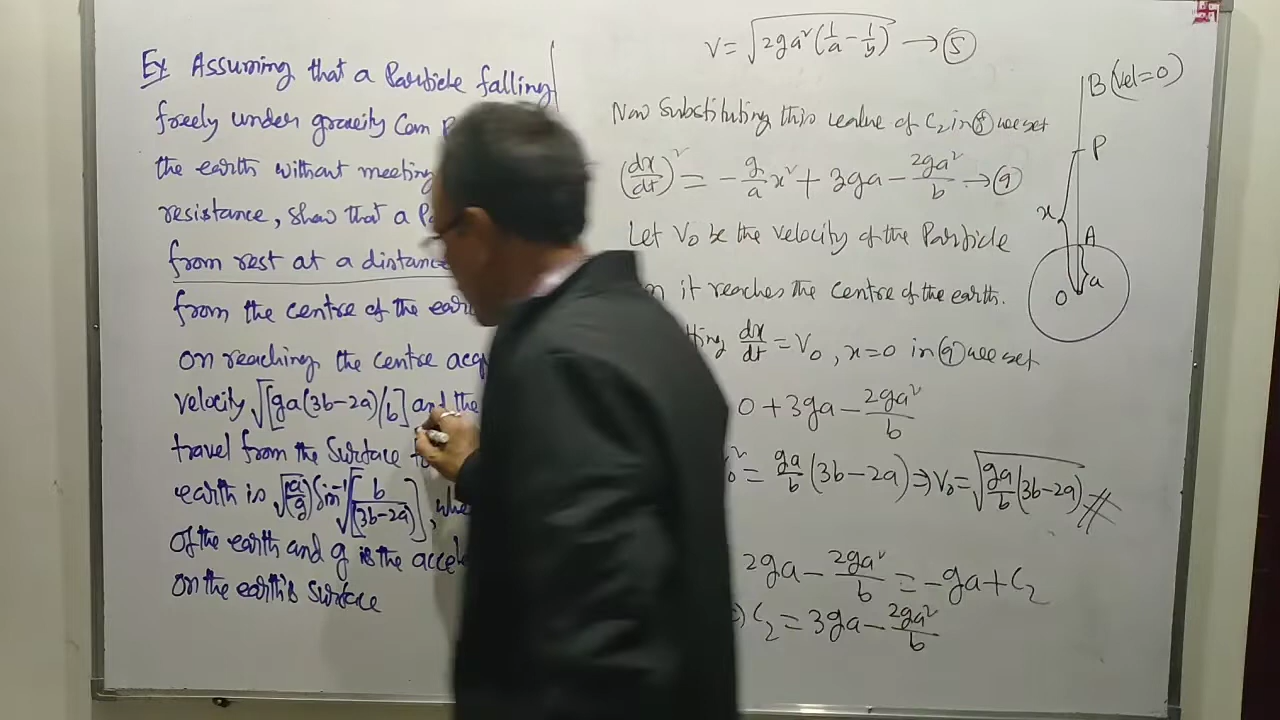 Ex Assuming that a Particle falling
freely under gravity Can P
the earth without meeting
resistance, show that a Pa
from rest at a distance
from the centre of the ear
on reaching the centre acq
velocity √[ga(3b-2a)/b] and the
travel from the Surface
earth is √(a/g) Sin⁻¹√[b/(3b-2a)], whe
of the earth and g is the accel
on the earth's surface
V = √2ga²(1/a - 1/b) → (5)
Now Substituting this value of C₂ in (8) we get
(dx/dt)² = -g/a x² + 3ga - 2ga²/b → (9)
Let V₀ be the velocity of the Particle
n it reaches the centre of the earth.
tting dx/dt = V₀, x=0 in (9) we get
0 + 3ga - 2ga²/b
₀² = ga/b (3b-2a) ⇒ V₀ = √ga/b (3b-2a)
2ga - 2ga²/b = -ga + C₂
) C₂ = 3ga - 2ga²/b
B (Vel=0)
P
x
A
O a